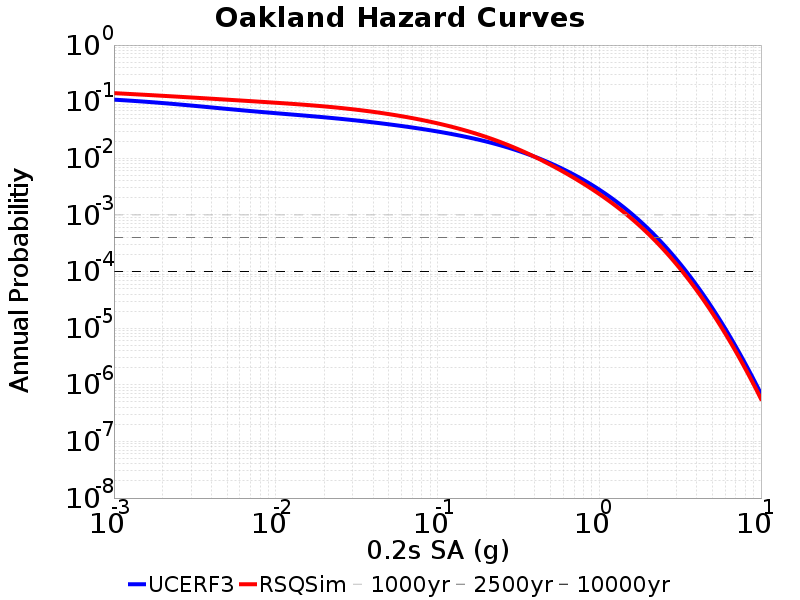 Oakland Hazard Curves
10^0
10^-1
10^-2
10^-3
10^-4
10^-5
10^-6
10^-7
10^-8
Annual Probabilitiy
10^-3 10^-2 10^-1 10^0 10^1
0.2s SA (g)
UCERF3 RSQSim 1000yr 2500yr 10000yr